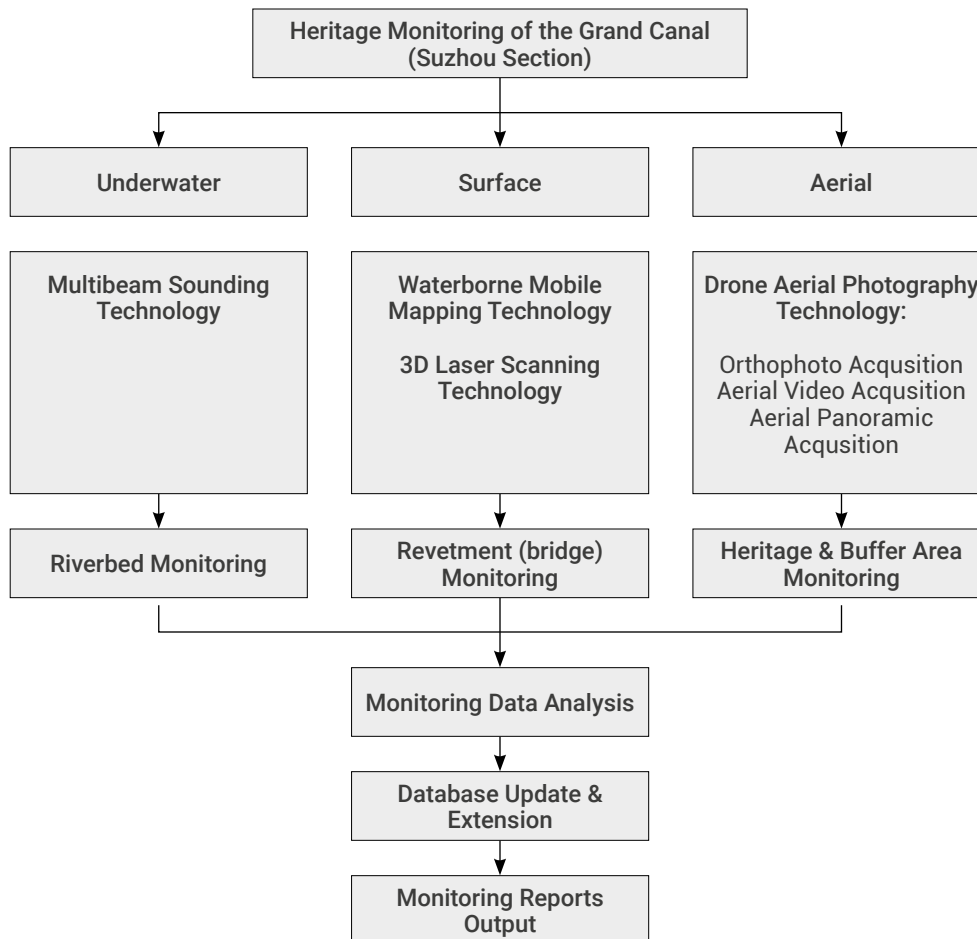 Heritage Monitoring of the Grand Canal
(Suzhou Section)
Underwater
Surface
Aerial
Multibeam Sounding
Technology
Waterborne Mobile
Mapping Technology
3D Laser Scanning
Technology
Drone Aerial Photography
Technology:
Orthophoto Acqusition
Aerial Video Acqusition
Aerial Panoramic
Acqusition
Riverbed Monitoring
Revetment (bridge)
Monitoring
Heritage & Buffer Area
Monitoring
Monitoring Data Analysis
Database Update &
Extension
Monitoring Reports
Output